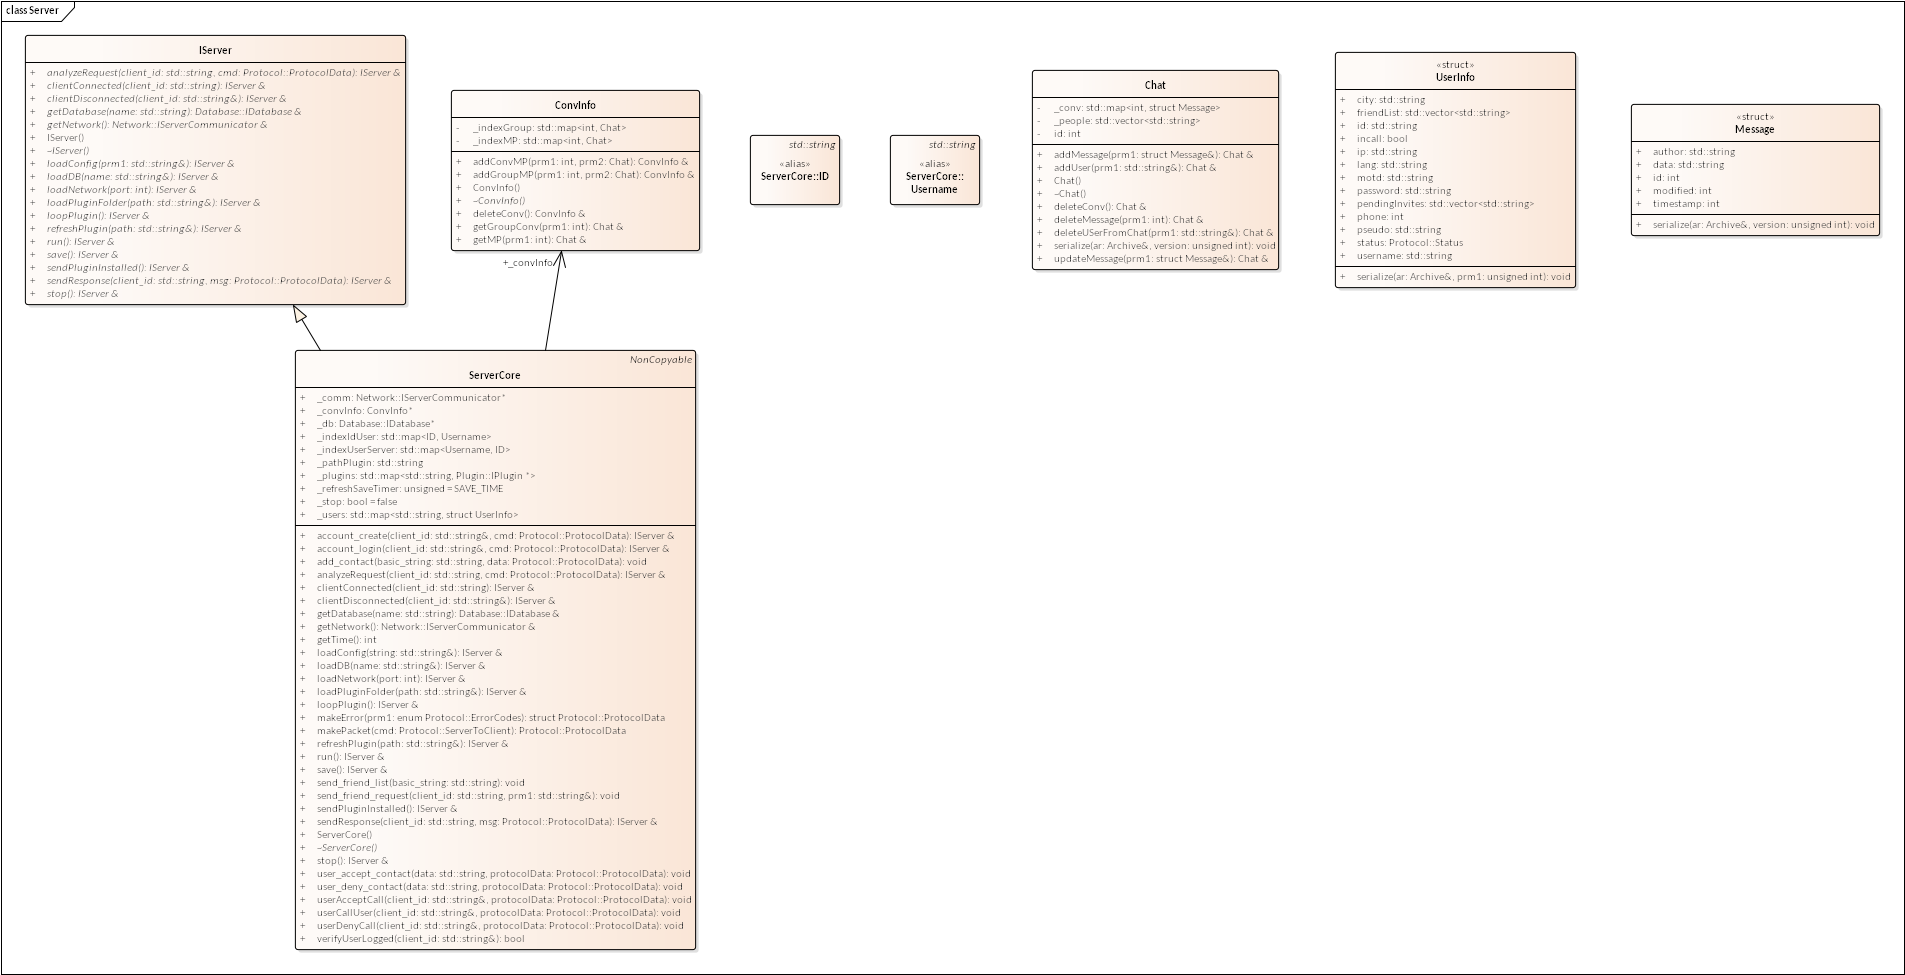 class Server
IServer
+ analyzeRequest(client_id: std::string, cmd: Protocol::ProtocolData): IServer &
+ clientConnected(client_id: std::string): IServer &
+ clientDisconnected(client_id: std::string&): IServer &
+ getDatabase(name: std::string): Database::IDatabase &
+ getNetwork(): Network::IServerCommunicator &
+ IServer()
+ ~IServer()
+ loadConfig(prm1: std::string&): IServer &
+ loadDB(name: std::string&): IServer &
+ loadNetwork(port: int): IServer &
+ loadPluginFolder(path: std::string&): IServer &
+ loopPlugin(): IServer &
+ refreshPlugin(path: std::string&): IServer &
+ run(): IServer &
+ save(): IServer &
+ sendPluginInstalled(): IServer &
+ sendResponse(client_id: std::string, msg: Protocol::ProtocolData): IServer &
+ stop(): IServer &
ConvInfo
- _indexGroup: std::map<int, Chat>
- _indexMP: std::map<int, Chat>
+ addConvMP(prm1: int, prm2: Chat): ConvInfo &
+ addGroupMP(prm1: int, prm2: Chat): ConvInfo &
+ ConvInfo()
+ ~ConvInfo()
+ deleteConv(): ConvInfo &
+ getGroupConv(prm1: int): Chat &
+ getMP(prm1: int): Chat &
+_convInfo
std::string
«alias»
ServerCore::ID
std::string
«alias»
ServerCore::
Username
Chat
- _conv: std::map<int, struct Message>
- _people: std::vector<std::string>
- id: int
+ addMessage(prm1: struct Message&): Chat &
+ addUser(prm1: std::string&): Chat &
+ Chat()
+ ~Chat()
+ deleteConv(): Chat &
+ deleteMessage(prm1: int): Chat &
+ deleteUSerFromChat(prm1: std::string&): Chat &
+ serialize(ar: Archive&, version: unsigned int): void
+ updateMessage(prm1: struct Message&): Chat &
«struct»
UserInfo
+ city: std::string
+ friendList: std::vector<std::string>
+ id: std::string
+ incall: bool
+ ip: std::string
+ lang: std::string
+ motd: std::string
+ password: std::string
+ pendingInvites: std::vector<std::string>
+ phone: int
+ pseudo: std::string
+ status: Protocol::Status
+ username: std::string
+ serialize(ar: Archive&, prm1: unsigned int): void
«struct»
Message
+ author: std::string
+ data: std::string
+ id: int
+ modified: int
+ timestamp: int
+ serialize(ar: Archive&, version: unsigned int): void
NonCopyable
ServerCore
+ _comm: Network::IServerCommunicator*
+ _convInfo: ConvInfo*
+ _db: Database::IDatabase*
+ _indexIdUser: std::map<ID, Username>
+ _indexUserServer: std::map<Username, ID>
+ _pathPlugin: std::string
+ _plugins: std::map<std::string, Plugin::IPlugin *>
+ _refreshSaveTimer: unsigned = SAVE_TIME
+ _stop: bool = false
+ _users: std::map<std::string, struct UserInfo>
+ account_create(client_id: std::string&, cmd: Protocol::ProtocolData): IServer &
+ account_login(client_id: std::string&, cmd: Protocol::ProtocolData): IServer &
+ add_contact(basic_string: std::string, data: Protocol::ProtocolData): void
+ analyzeRequest(client_id: std::string, cmd: Protocol::ProtocolData): IServer &
+ clientConnected(client_id: std::string): IServer &
+ clientDisconnected(client_id: std::string&): IServer &
+ getDatabase(name: std::string): Database::IDatabase &
+ getNetwork(): Network::IServerCommunicator &
+ getTime(): int
+ loadConfig(string: std::string&): IServer &
+ loadDB(name: std::string&): IServer &
+ loadNetwork(port: int): IServer &
+ loadPluginFolder(path: std::string&): IServer &
+ loopPlugin(): IServer &
+ makeError(prm1: enum Protocol::ErrorCodes): struct Protocol::ProtocolData
+ makePacket(cmd: Protocol::ServerToClient): Protocol::ProtocolData
+ refreshPlugin(path: std::string&): IServer &
+ run(): IServer &
+ save(): IServer &
+ send_friend_list(basic_string: std::string): void
+ send_friend_request(client_id: std::string, prm1: std::string&): void
+ sendPluginInstalled(): IServer &
+ sendResponse(client_id: std::string, msg: Protocol::ProtocolData): IServer &
+ ServerCore()
+ ~ServerCore()
+ stop(): IServer &
+ user_accept_contact(data: std::string, protocolData: Protocol::ProtocolData): void
+ user_deny_contact(data: std::string, protocolData: Protocol::ProtocolData): void
+ userAcceptCall(client_id: std::string&, protocolData: Protocol::ProtocolData): void
+ userCallUser(client_id: std::string&, protocolData: Protocol::ProtocolData): void
+ userDenyCall(client_id: std::string&, protocolData: Protocol::ProtocolData): void
+ verifyUserLogged(client_id: std::string&): bool